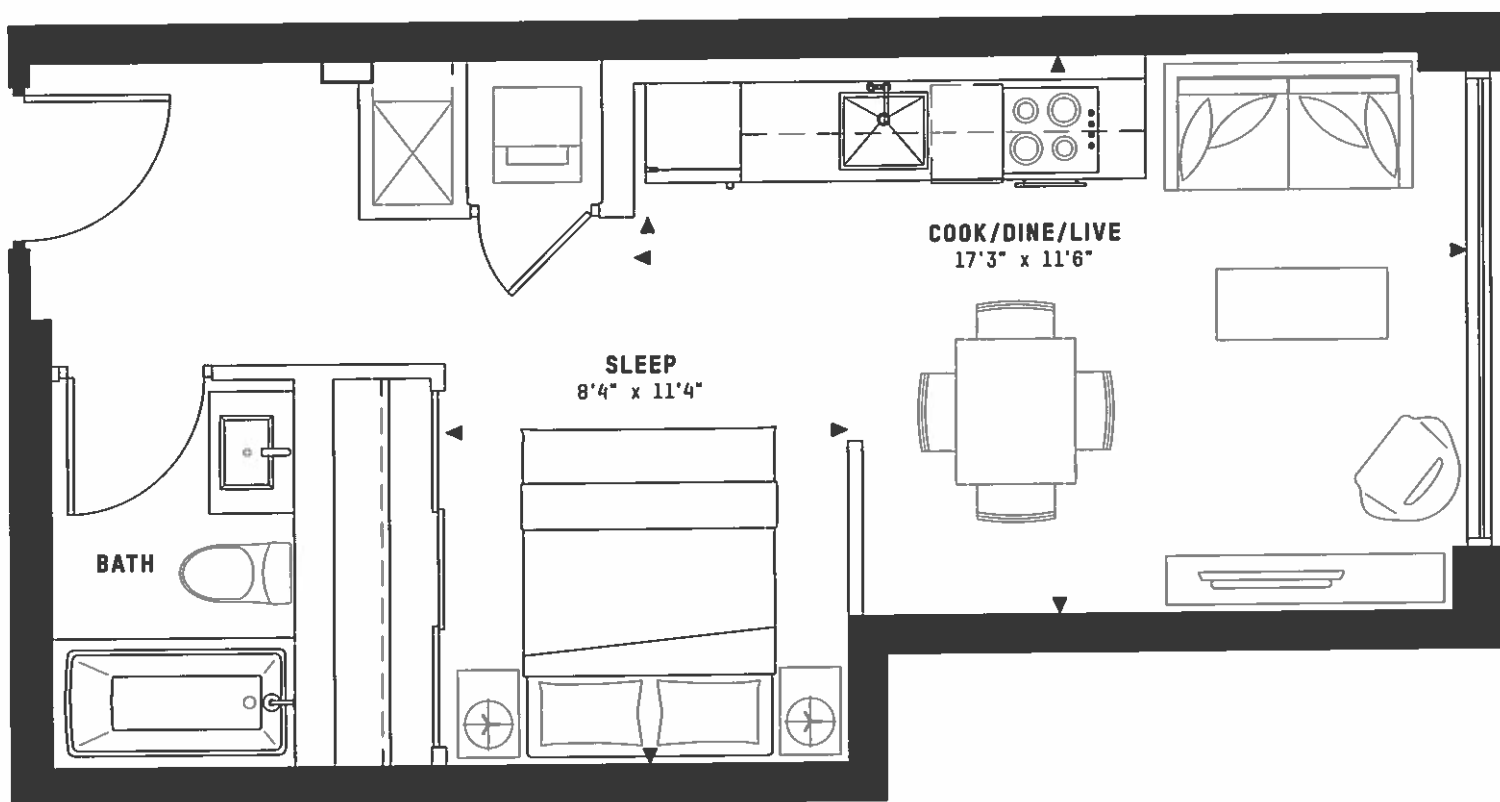 COOK/DINE/LIVE
17'3" x 11'6"
SLEEP
8'4" x 11'4"
BATH